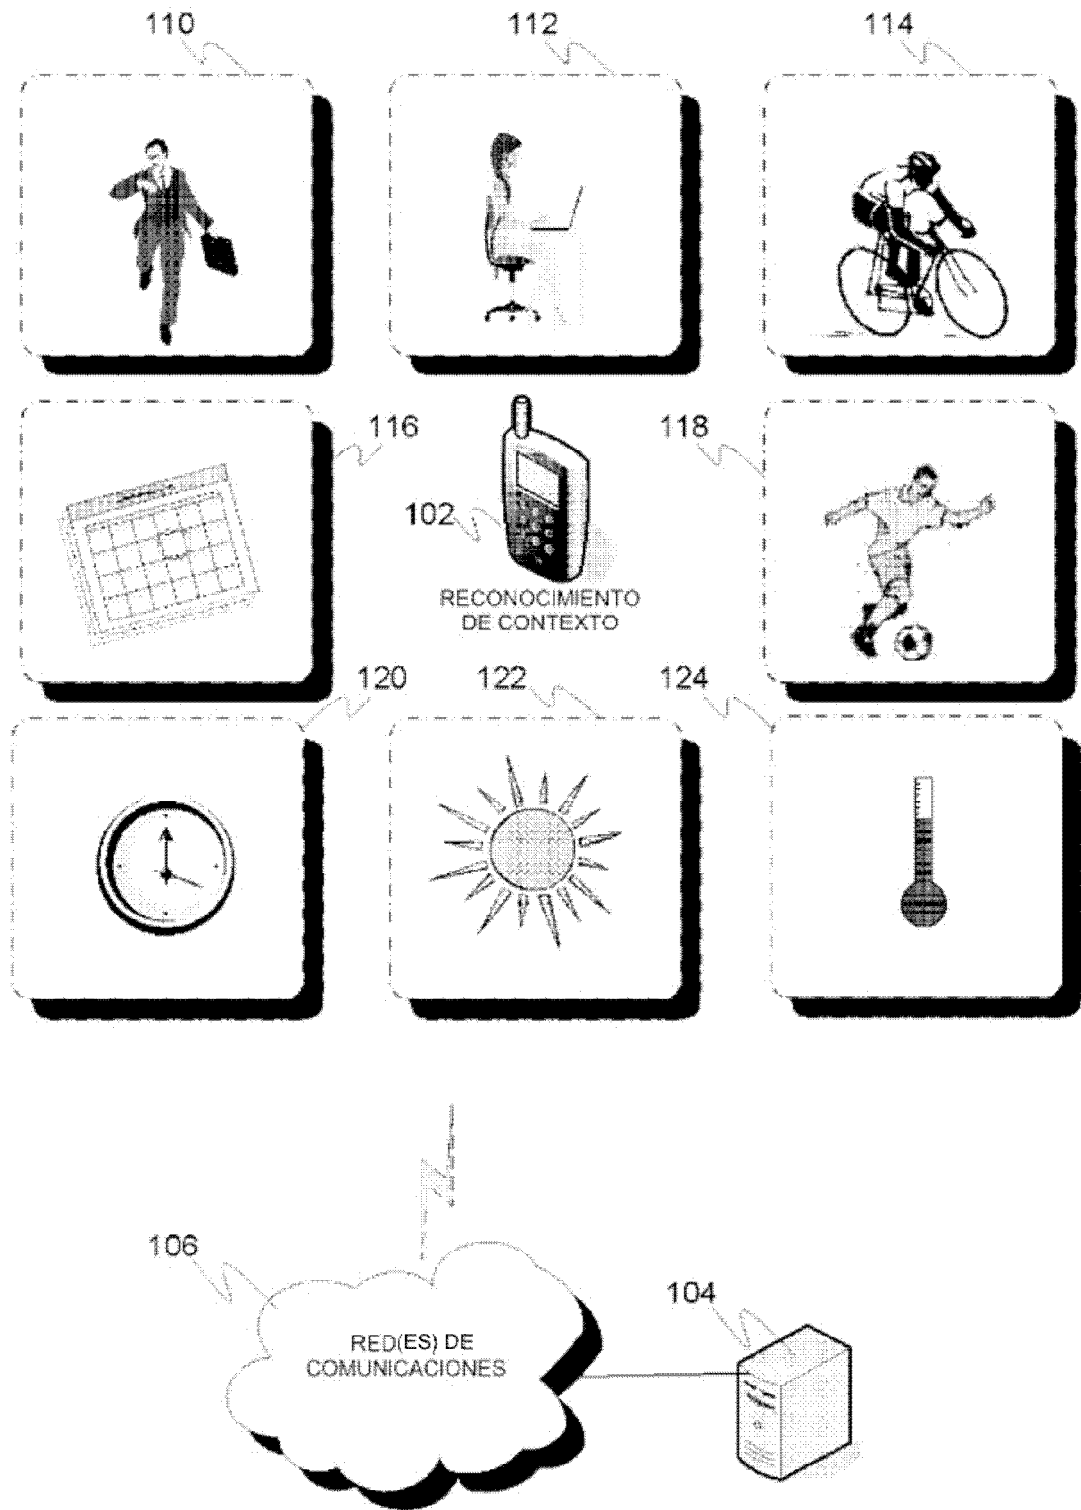 110
112
114
116
118
102
RECONOCIMIENTO
DE CONTEXTO
120
122
124
106
104
RED(ES) DE
COMUNICACIONES